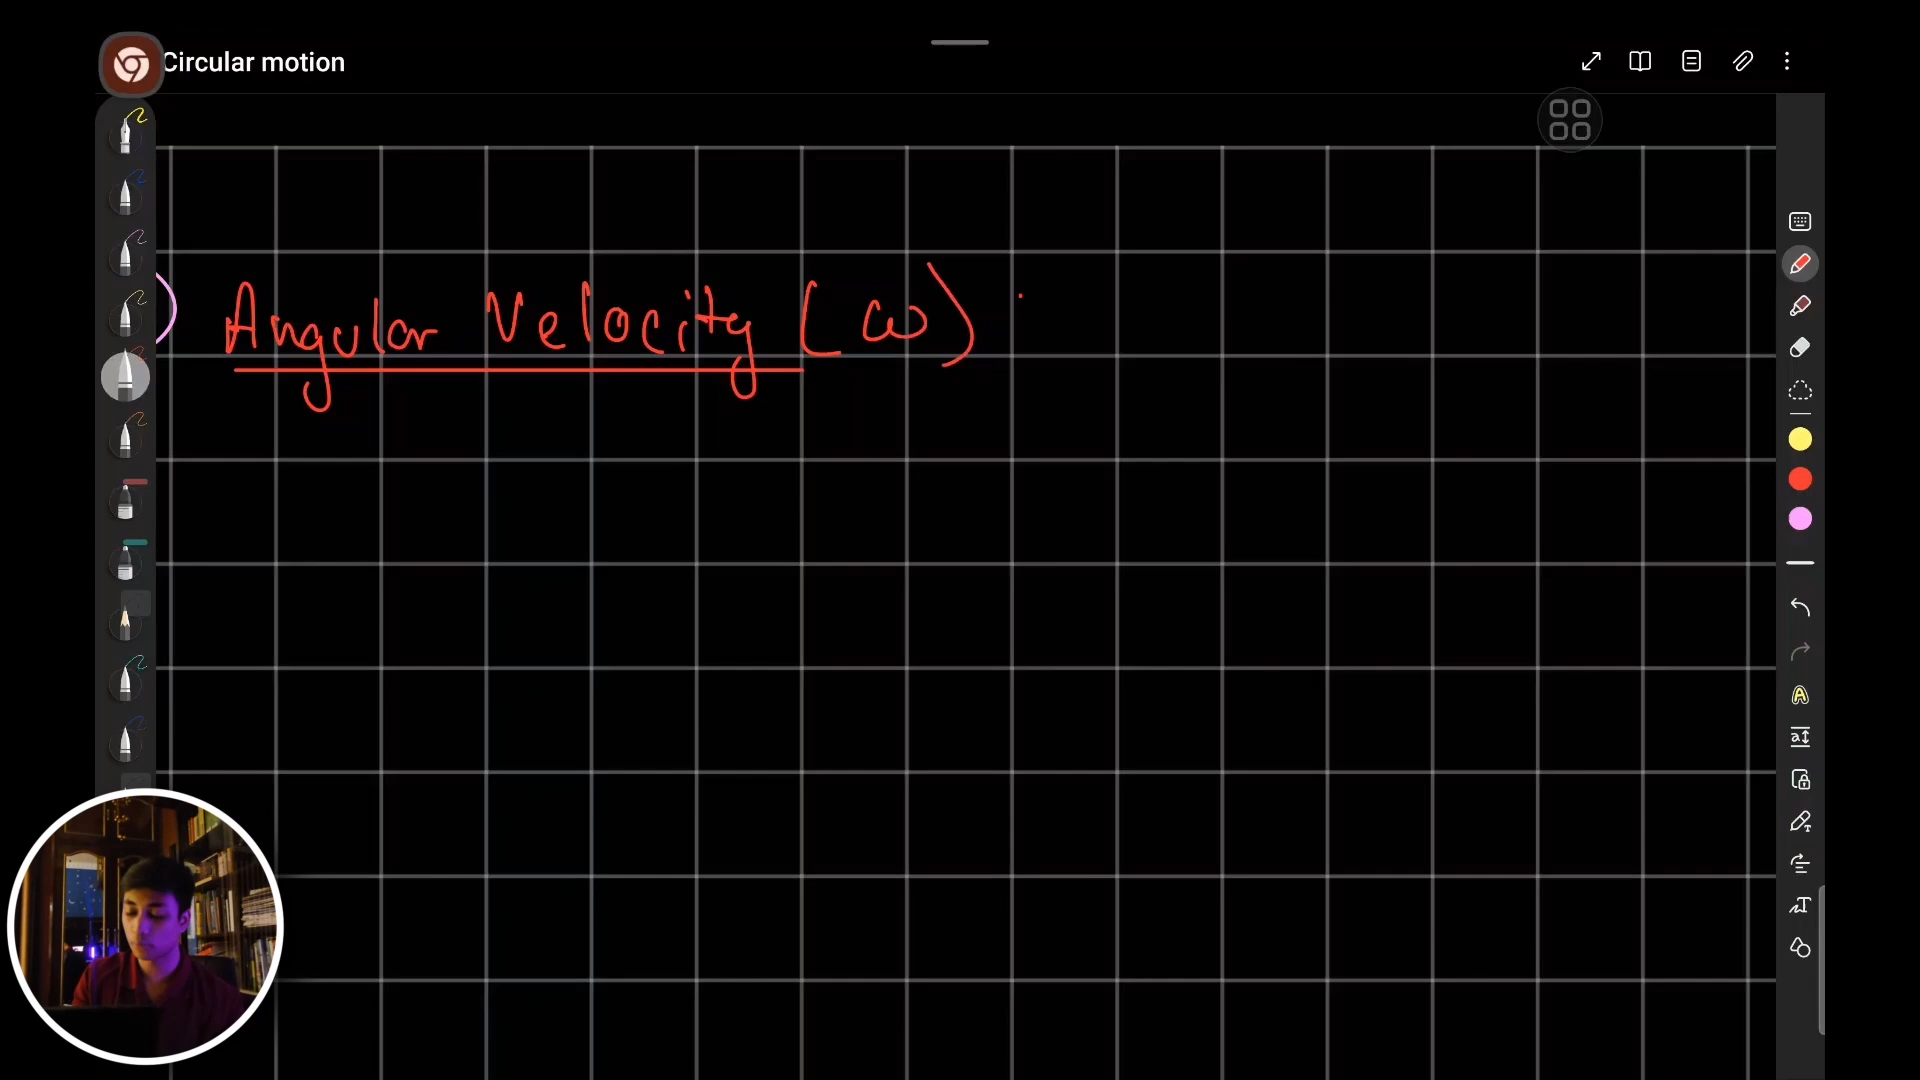 Circular motion
) Angular Velocity (ω) :